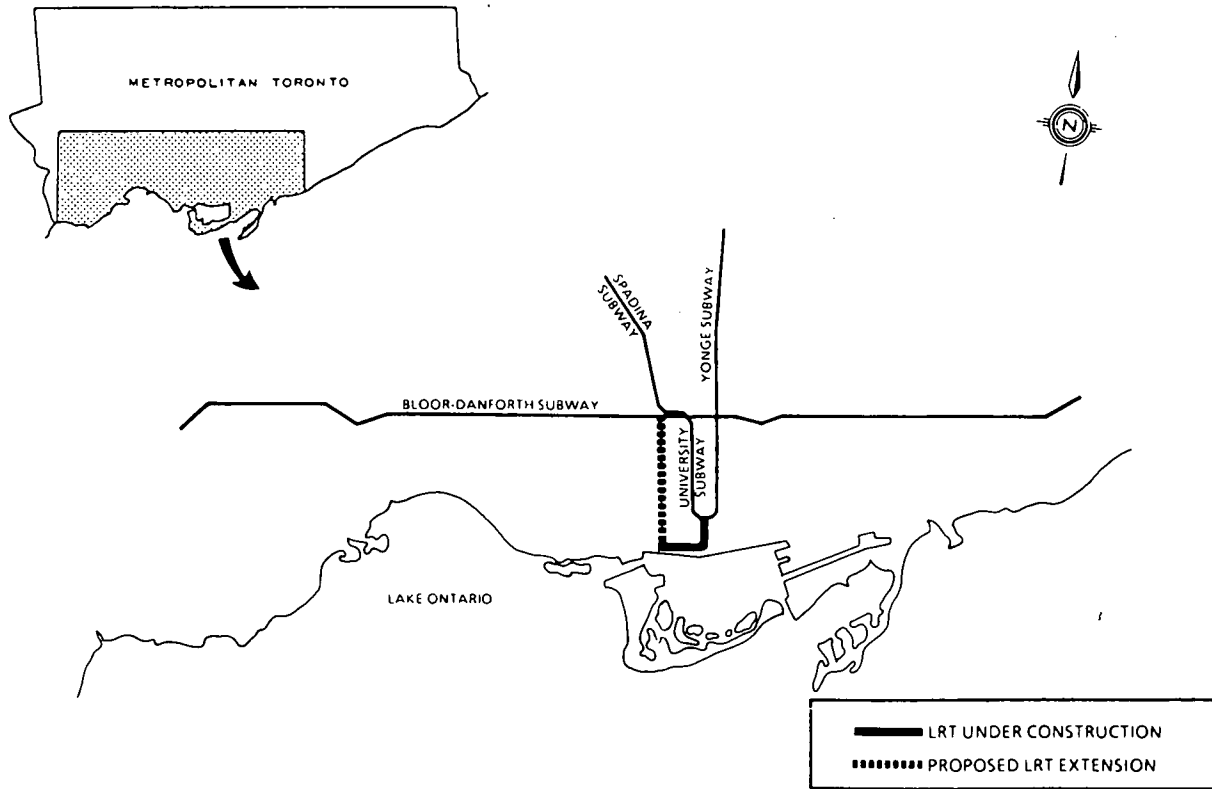 METROPOLITAN TORONTO
N
SPADINA
SUBWAY
YONGE SUBWAY
BLOOR-DANFORTH SUBWAY
UNIVERSITY
SUBWAY
LAKE ONTARIO
LRT UNDER CONSTRUCTION
PROPOSED LRT EXTENSION